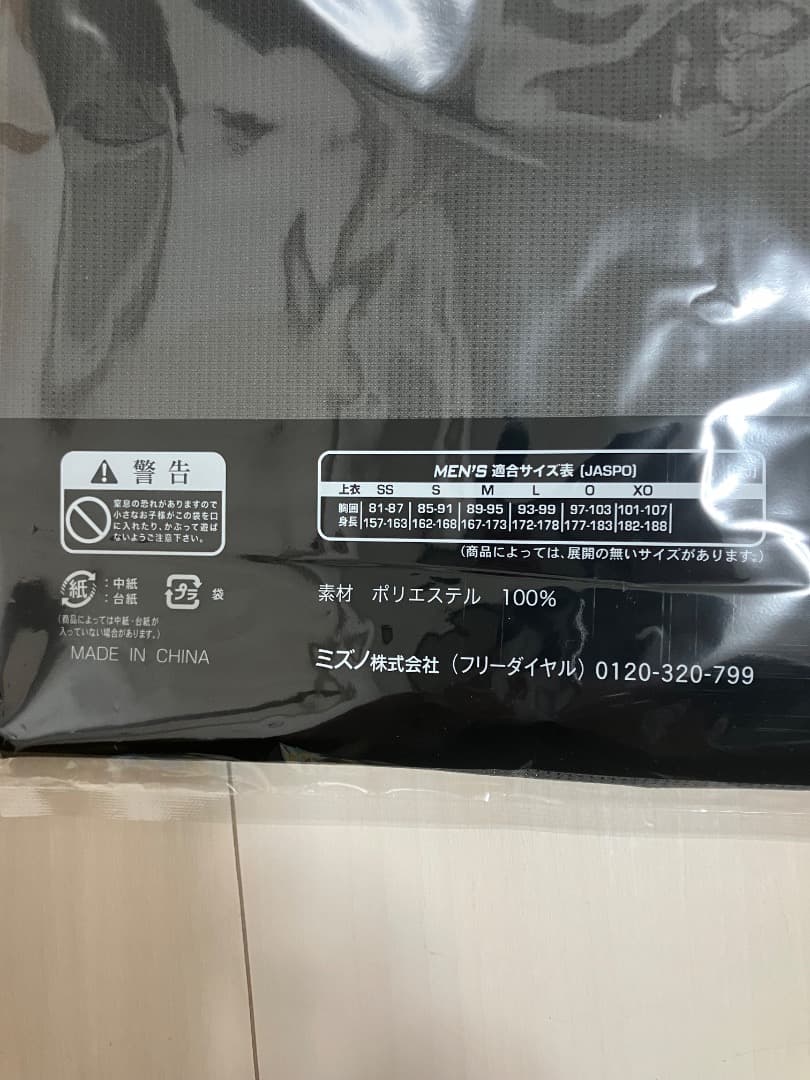 警告
窒息の恐れがありますので
小さなお子様がこの袋を口
に入れたり、かぶって遊ば
ないようご注意下さい。
紙 :中紙
:台紙
プラ 袋
(商品によっては中紙・台紙が
入っていない場合があります。)
MADE IN CHINA
MEN'S 適合サイズ表 (JASPO)
上衣 SS S M L O XO
胸囲 81-87 85-91 89-95 93-99 97-103 101-107
身長 157-163 162-168 167-173 172-178 177-183 182-188
(商品によっては、展開の無いサイズがあります。)
素材 ポリエステル 100%
ミズノ株式会社 (フリーダイヤル) 0120-320-799